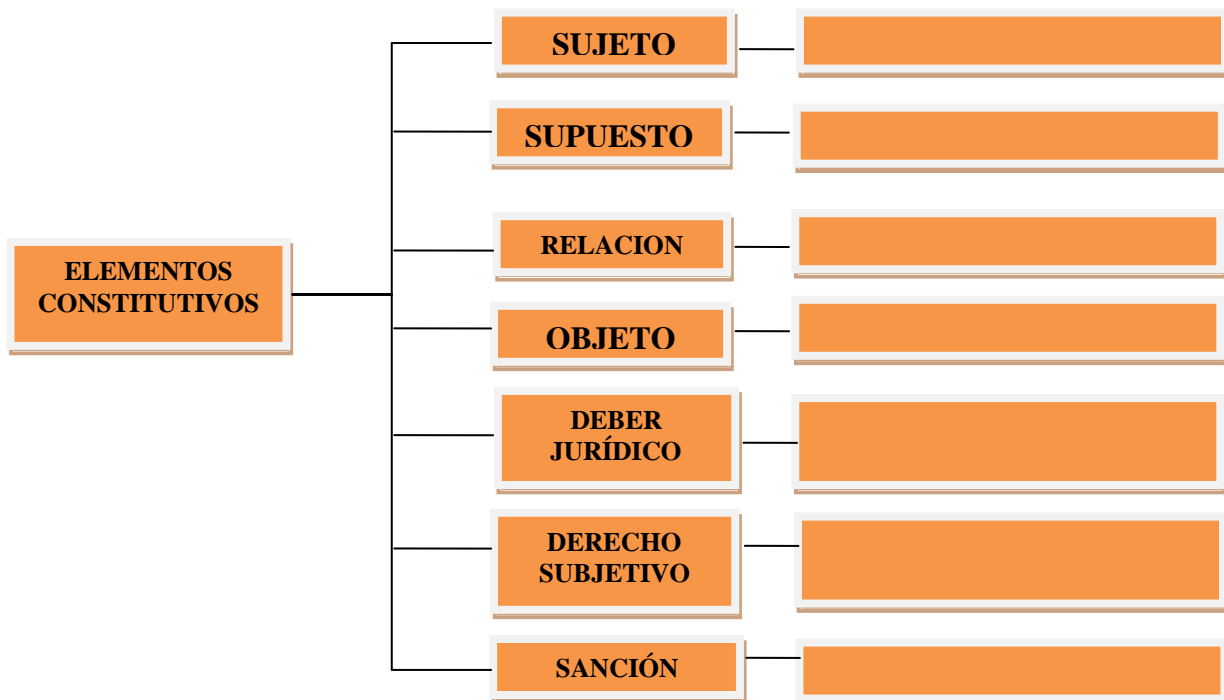 SUJETO
SUPUESTO
RELACION
ELEMENTOS
CONSTITUTIVOS
OBJETO
DEBER
JURÍDICO
DERECHO
SUBJETIVO
SANCIÓN